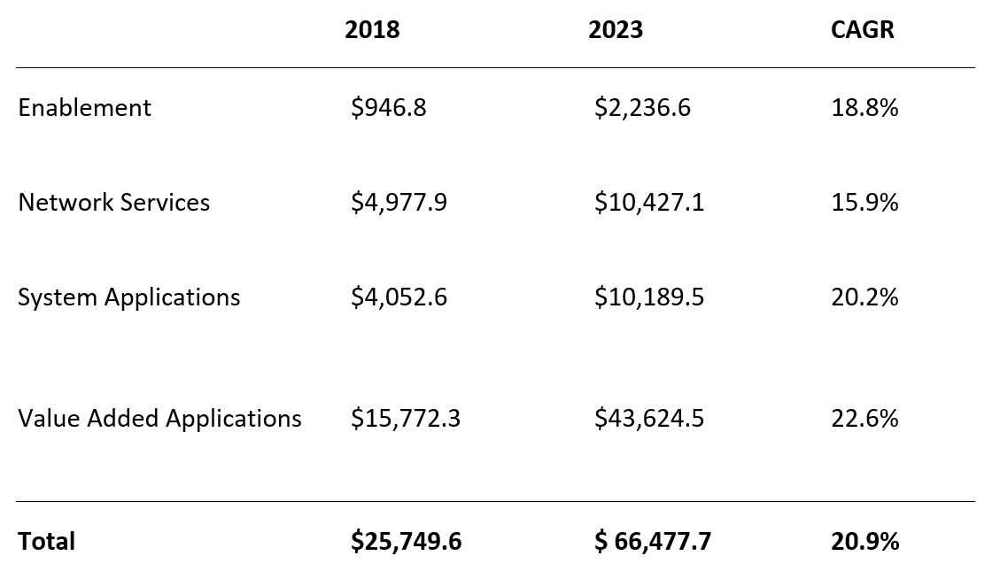 2018 2023 CAGR
Enablement $946.8 $2,236.6 18.8%
Network Services $4,977.9 $10,427.1 15.9%
System Applications $4,052.6 $10,189.5 20.2%
Value Added Applications $15,772.3 $43,624.5 22.6%
Total $25,749.6 $ 66,477.7 20.9%